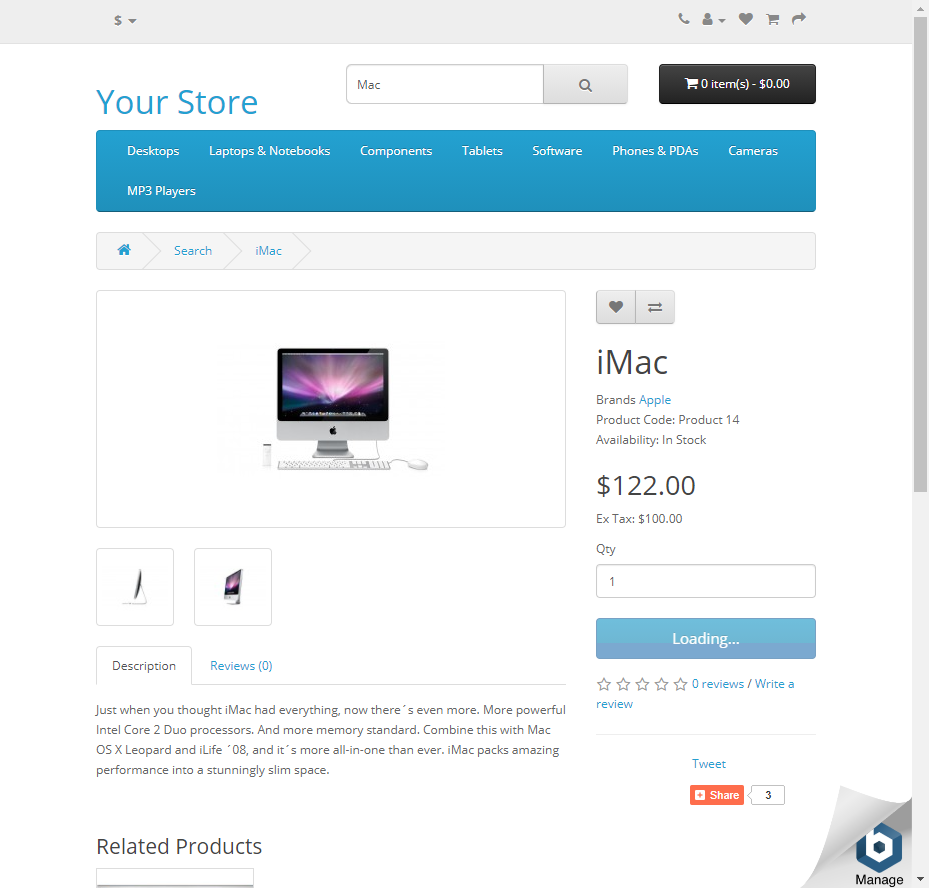 $
Your Store
Mac
0 item(s) - $0.00
Desktops
Laptops & Notebooks
Components
Tablets
Software
Phones & PDAs
Cameras
MP3 Players
Search
iMac
iMac
Brands Apple
Product Code: Product 14
Availability: In Stock
$122.00
Ex Tax: $100.00
Qty
1
Loading...
0 reviews / Write a
review
Tweet
Share
3
Description
Reviews (0)
Just when you thought iMac had everything, now there´s even more. More powerful
Intel Core 2 Duo processors. And more memory standard. Combine this with Mac
OS X Leopard and iLife ´08, and it´s more all-in-one than ever. iMac packs amazing
performance into a stunningly slim space.
Related Products
Manage